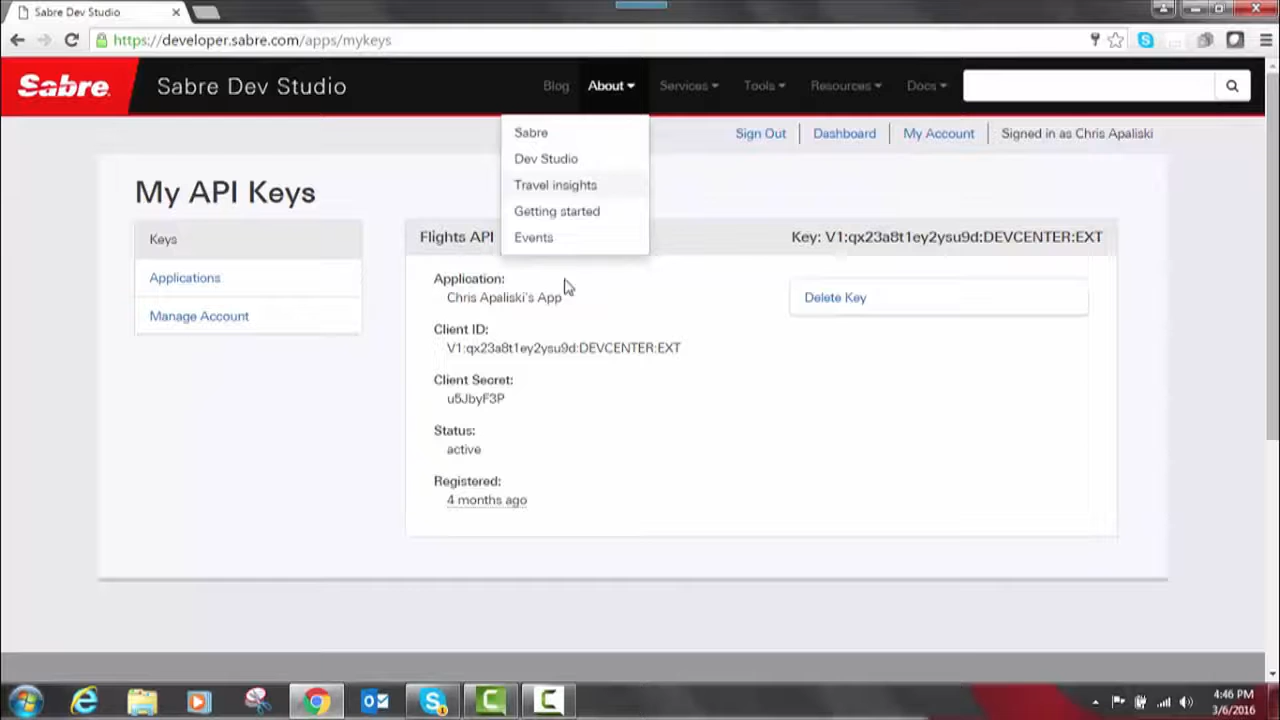 Sabre Dev Studio
https://developer.sabre.com/apps/mykeys
Sabre. Sabre Dev Studio Blog About Services Tools Resources Docs
Sign Out Dashboard My Account Signed in as Chris Apaliski
Sabre
Dev Studio
Travel insights
Getting started
Events
My API Keys
Keys
Applications
Manage Account
Flights API Key: V1:qx23a8t1ey2ysu9d:DEVCENTER:EXT
Application:
Chris Apaliski's App
Delete Key
Client ID:
V1:qx23a8t1ey2ysu9d:DEVCENTER:EXT
Client Secret:
u5JbyF3P
Status:
active
Registered:
4 months ago
4:46 PM
3/6/2016